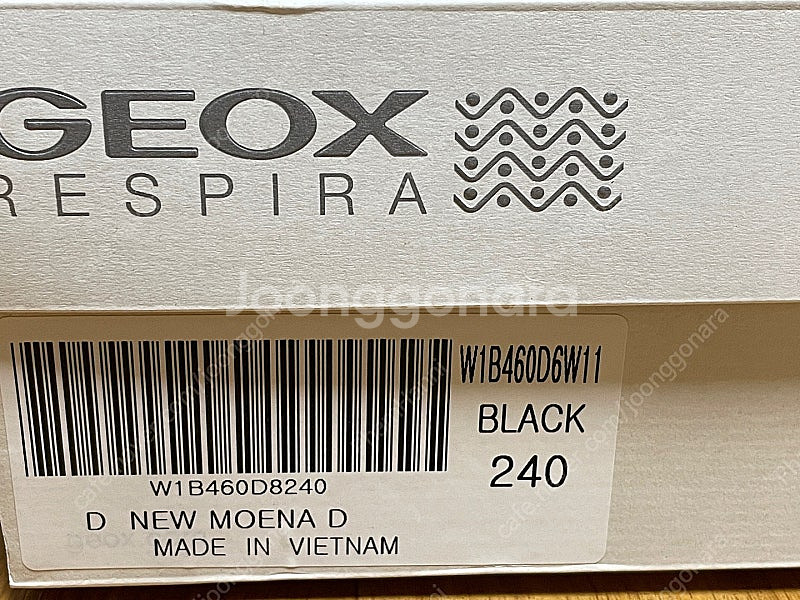 GEOX
RESPIRA
Joonggonara
W1B460D6W11
BLACK
240
W1B460D8240
D NEW MOENA D
MADE IN VIETNAM